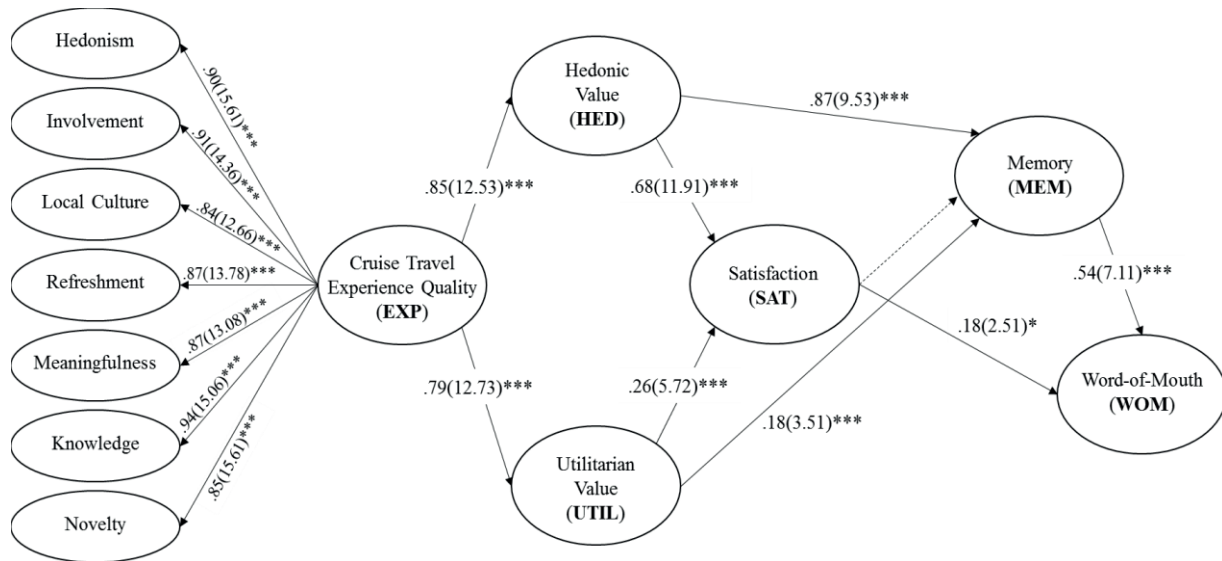 Hedonism
Involvement
Local Culture
Refreshment
Meaningfulness
Knowledge
Novelty
.90(15.61)***
.91(14.36)***
.84(12.66)***
.87(13.78)***
.87(13.08)***
.94(15.06)***
.85(15.61)***
Cruise Travel
Experience Quality
(EXP)
.85(12.53)***
.79(12.73)***
Hedonic
Value
(HED)
Utilitarian
Value
(UTIL)
.87(9.53)***
.68(11.91)***
.26(5.72)***
.18(3.51)***
Satisfaction
(SAT)
Memory
(MEM)
.54(7.11)***
.18(2.51)*
Word-of-Mouth
(WOM)